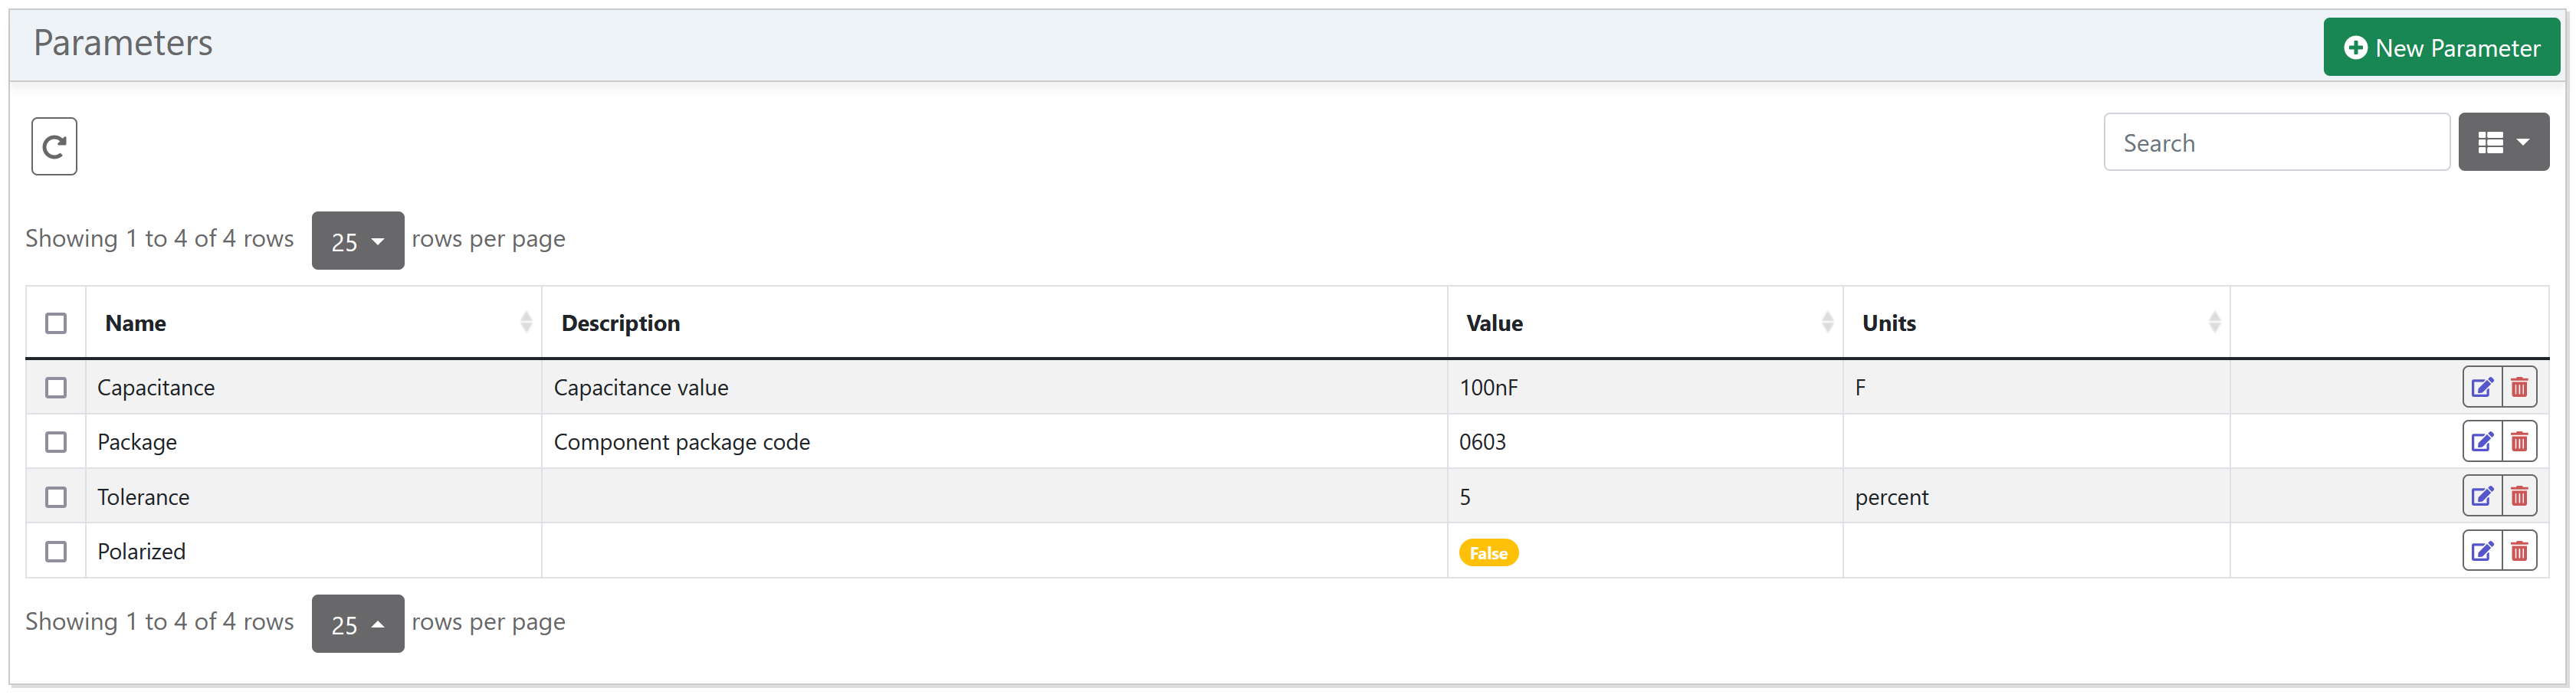 Parameters
New Parameter
Search
Showing 1 to 4 of 4 rows 25 rows per page
Name Description Value Units
Capacitance Capacitance value 100nF F
Package Component package code 0603
Tolerance 5 percent
Polarized False
Showing 1 to 4 of 4 rows 25 rows per page